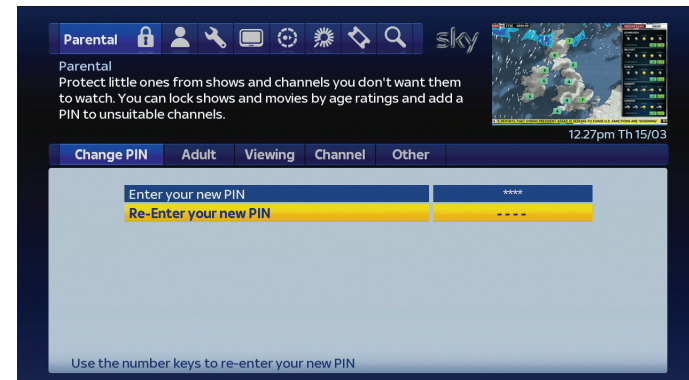 Parental
sky
Parental
Protect little ones from shows and channels you don't want them
to watch. You can lock shows and movies by age ratings and add a
PIN to unsuitable channels.
12.27pm Th 15/03
Change PIN Adult Viewing Channel Other
Enter your new PIN ****
Re-Enter your new PIN - - - -
Use the number keys to re-enter your new PIN